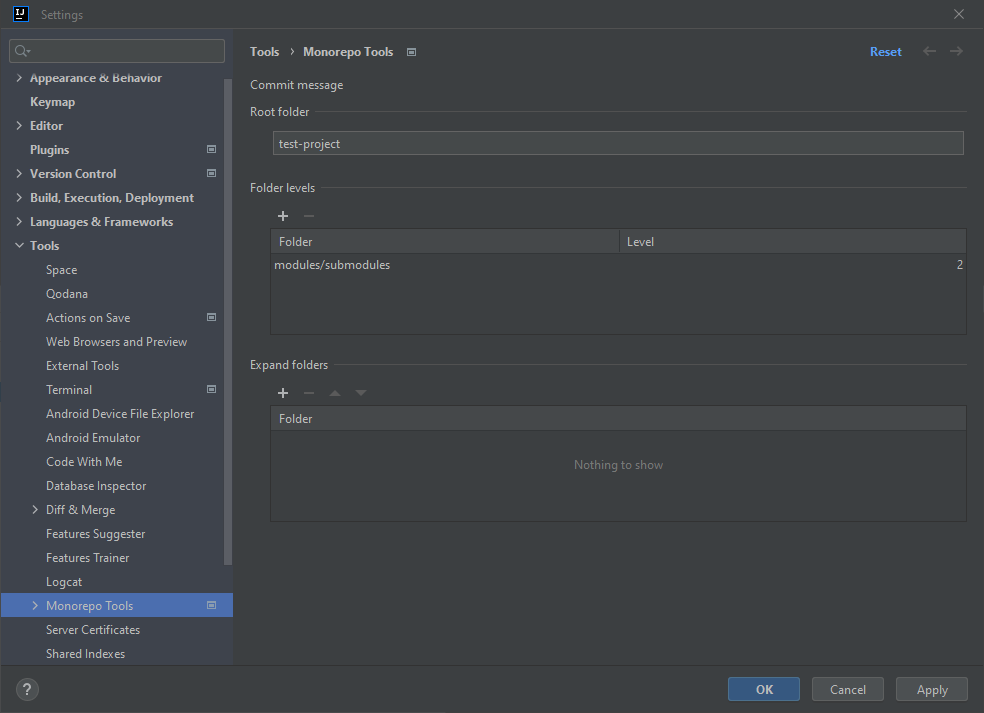 IJ
Settings
Appearance & Behavior
Keymap
Editor
Plugins
Version Control
Build, Execution, Deployment
Languages & Frameworks
Tools
Space
Qodana
Actions on Save
Web Browsers and Preview
External Tools
Terminal
Android Device File Explorer
Android Emulator
Code With Me
Database Inspector
Diff & Merge
Features Suggester
Features Trainer
Logcat
Monorepo Tools
Server Certificates
Shared Indexes
Tools › Monorepo Tools
Reset
Commit message
Root folder
test-project
Folder levels
Folder Level
modules/submodules 2
Expand folders
Folder
Nothing to show
?
OK Cancel Apply